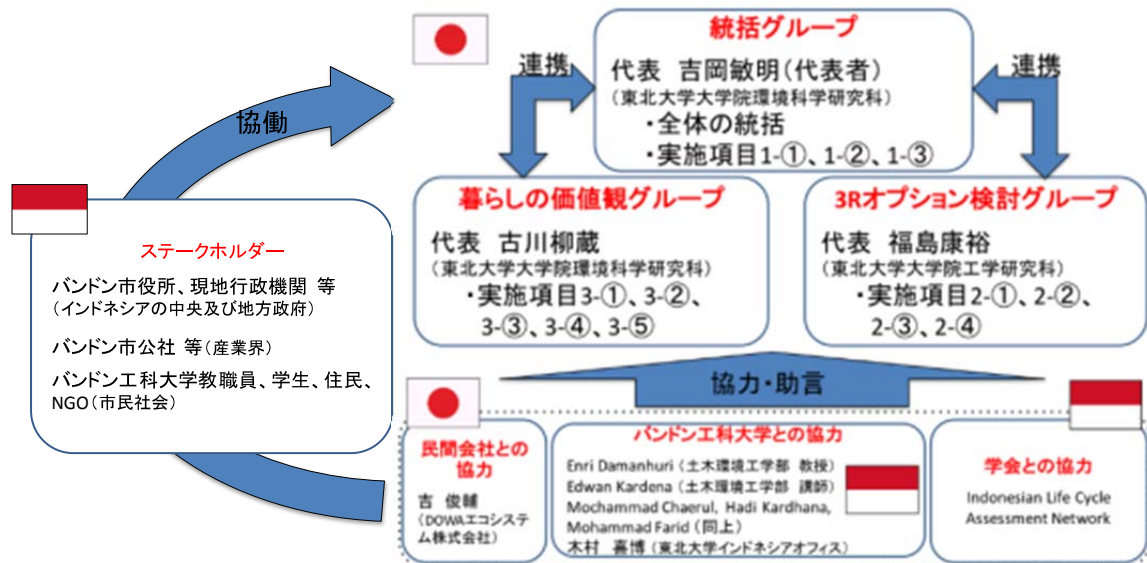 統括グループ
代表 吉岡敏明(代表者)
(東北大学大学院環境科学研究科)
・全体の統括
・実施項目1-①、1-②、1-③
連携
連携
協働
暮らしの価値観グループ
代表 古川柳蔵
(東北大学大学院環境科学研究科)
・実施項目3-①、3-②、
3-③、3-④、3-⑤
3Rオプション検討グループ
代表 福島康裕
(東北大学大学院工学研究科)
・実施項目2-①、2-②、
2-③、2-④
ステークホルダー
バンドン市役所、現地行政機関 等
(インドネシアの中央及び地方政府)
バンドン市公社 等(産業界)
バンドン工科大学教職員、学生、住民、
NGO(市民社会)
協力・助言
民間会社との
協力
吉 俊輔
(DOWAエコシステ
ム株式会社)
バンドン工科大学との協力
Enri Damanhuri (土木環境工学部 教授)
Edwan Kardena (土木環境工学部 講師)
Mochammad Chaerul, Hadi Kardhana,
Mohammad Farid (同上)
木村 喜博 (東北大学インドネシアオフィス)
学会との協力
Indonesian Life Cycle
Assessment Network